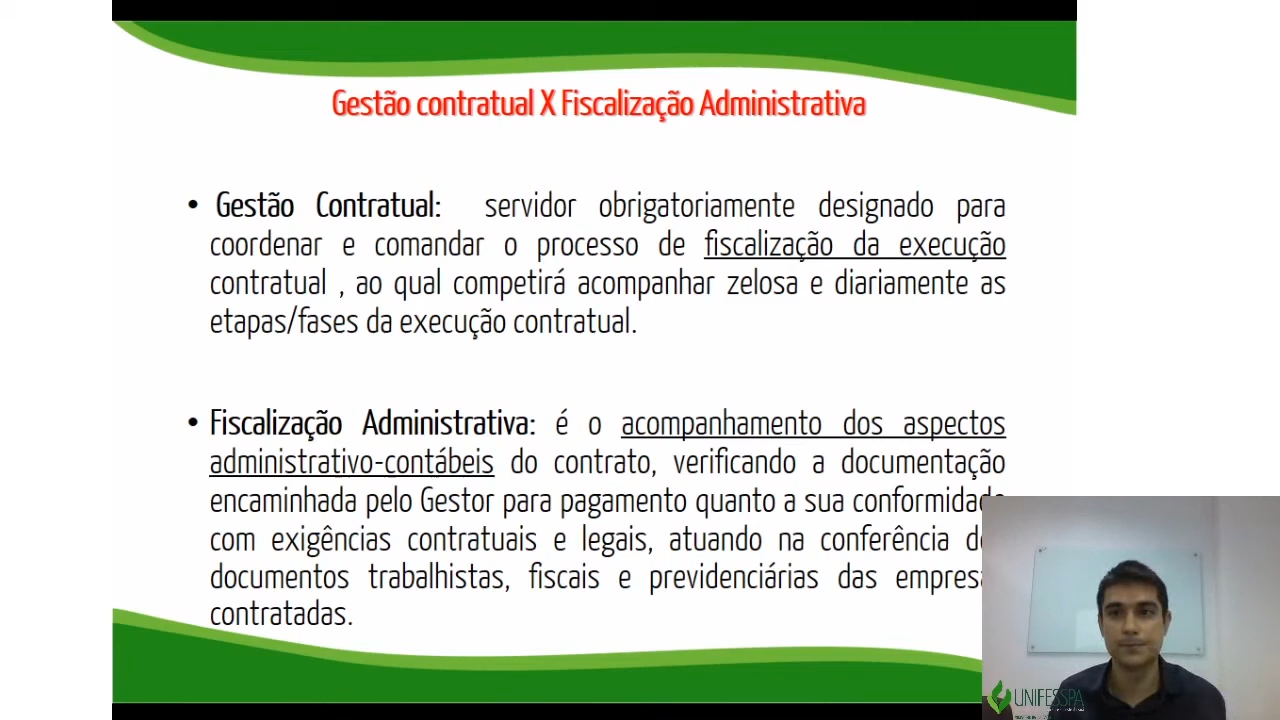 Gestão contratual X Fiscalização Administrativa
• Gestão Contratual: servidor obrigatoriamente designado para
coordenar e comandar o processo de fiscalização da execução
contratual , ao qual competirá acompanhar zelosa e diariamente as
etapas/fases da execução contratual.
• Fiscalização Administrativa: é o acompanhamento dos aspectos
administrativo-contábeis do contrato, verificando a documentação
encaminhada pelo Gestor para pagamento quanto a sua conformidade
com exigências contratuais e legais, atuando na conferência
documentos trabalhistas, fiscais e previdenciárias das
contratadas.
UNIFESSPA